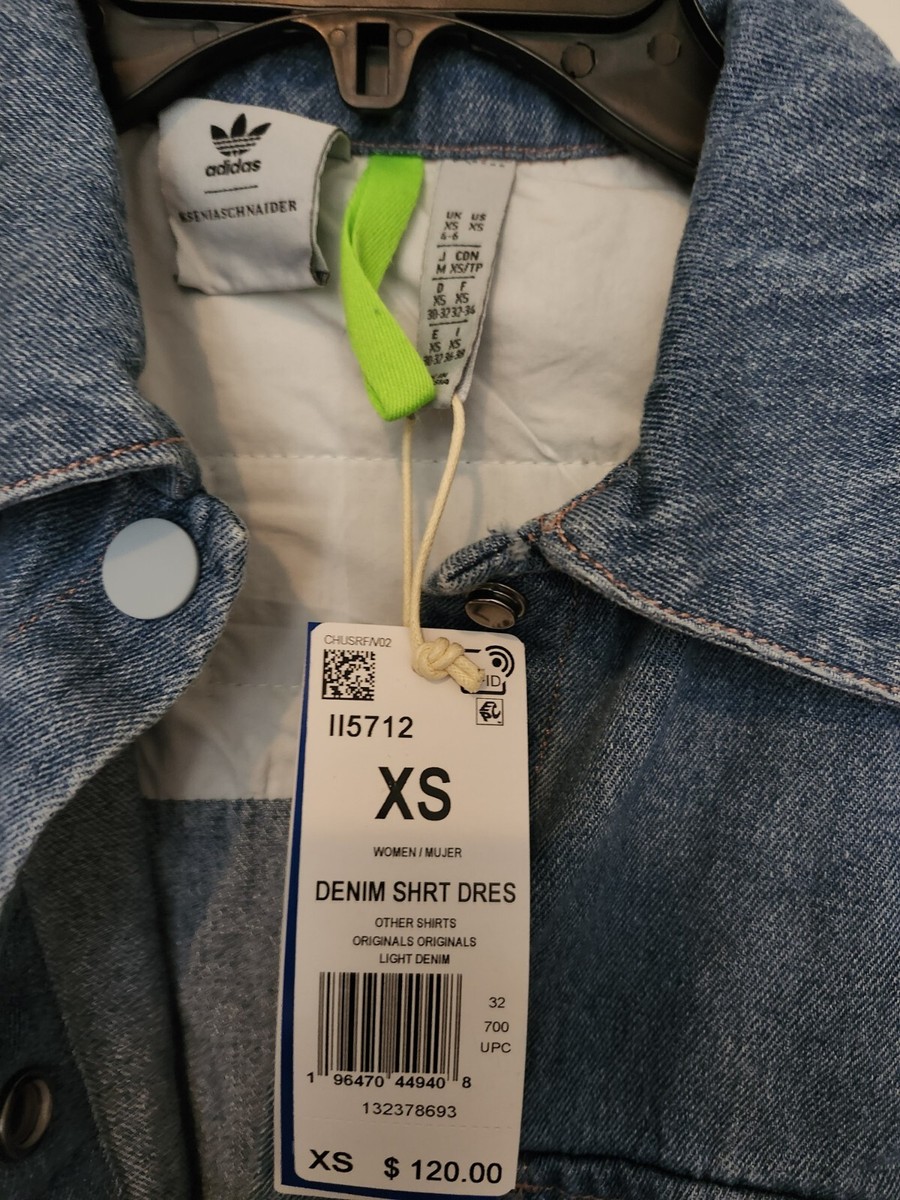 adidas
KSENIASCHNAIDER
UK US
XS XS
4-6
J CDN
M XS/TP
D F
XS XS
30-32 32-34
E I
XS XS
30-32 36-38
CHUSRF/V02
II5712
XS
WOMEN / MUJER
DENIM SHRT DRES
OTHER SHIRTS
ORIGINALS ORIGINALS
LIGHT DENIM
32
700
UPC
1 96470 44940 8
132378693
XS $ 120.00